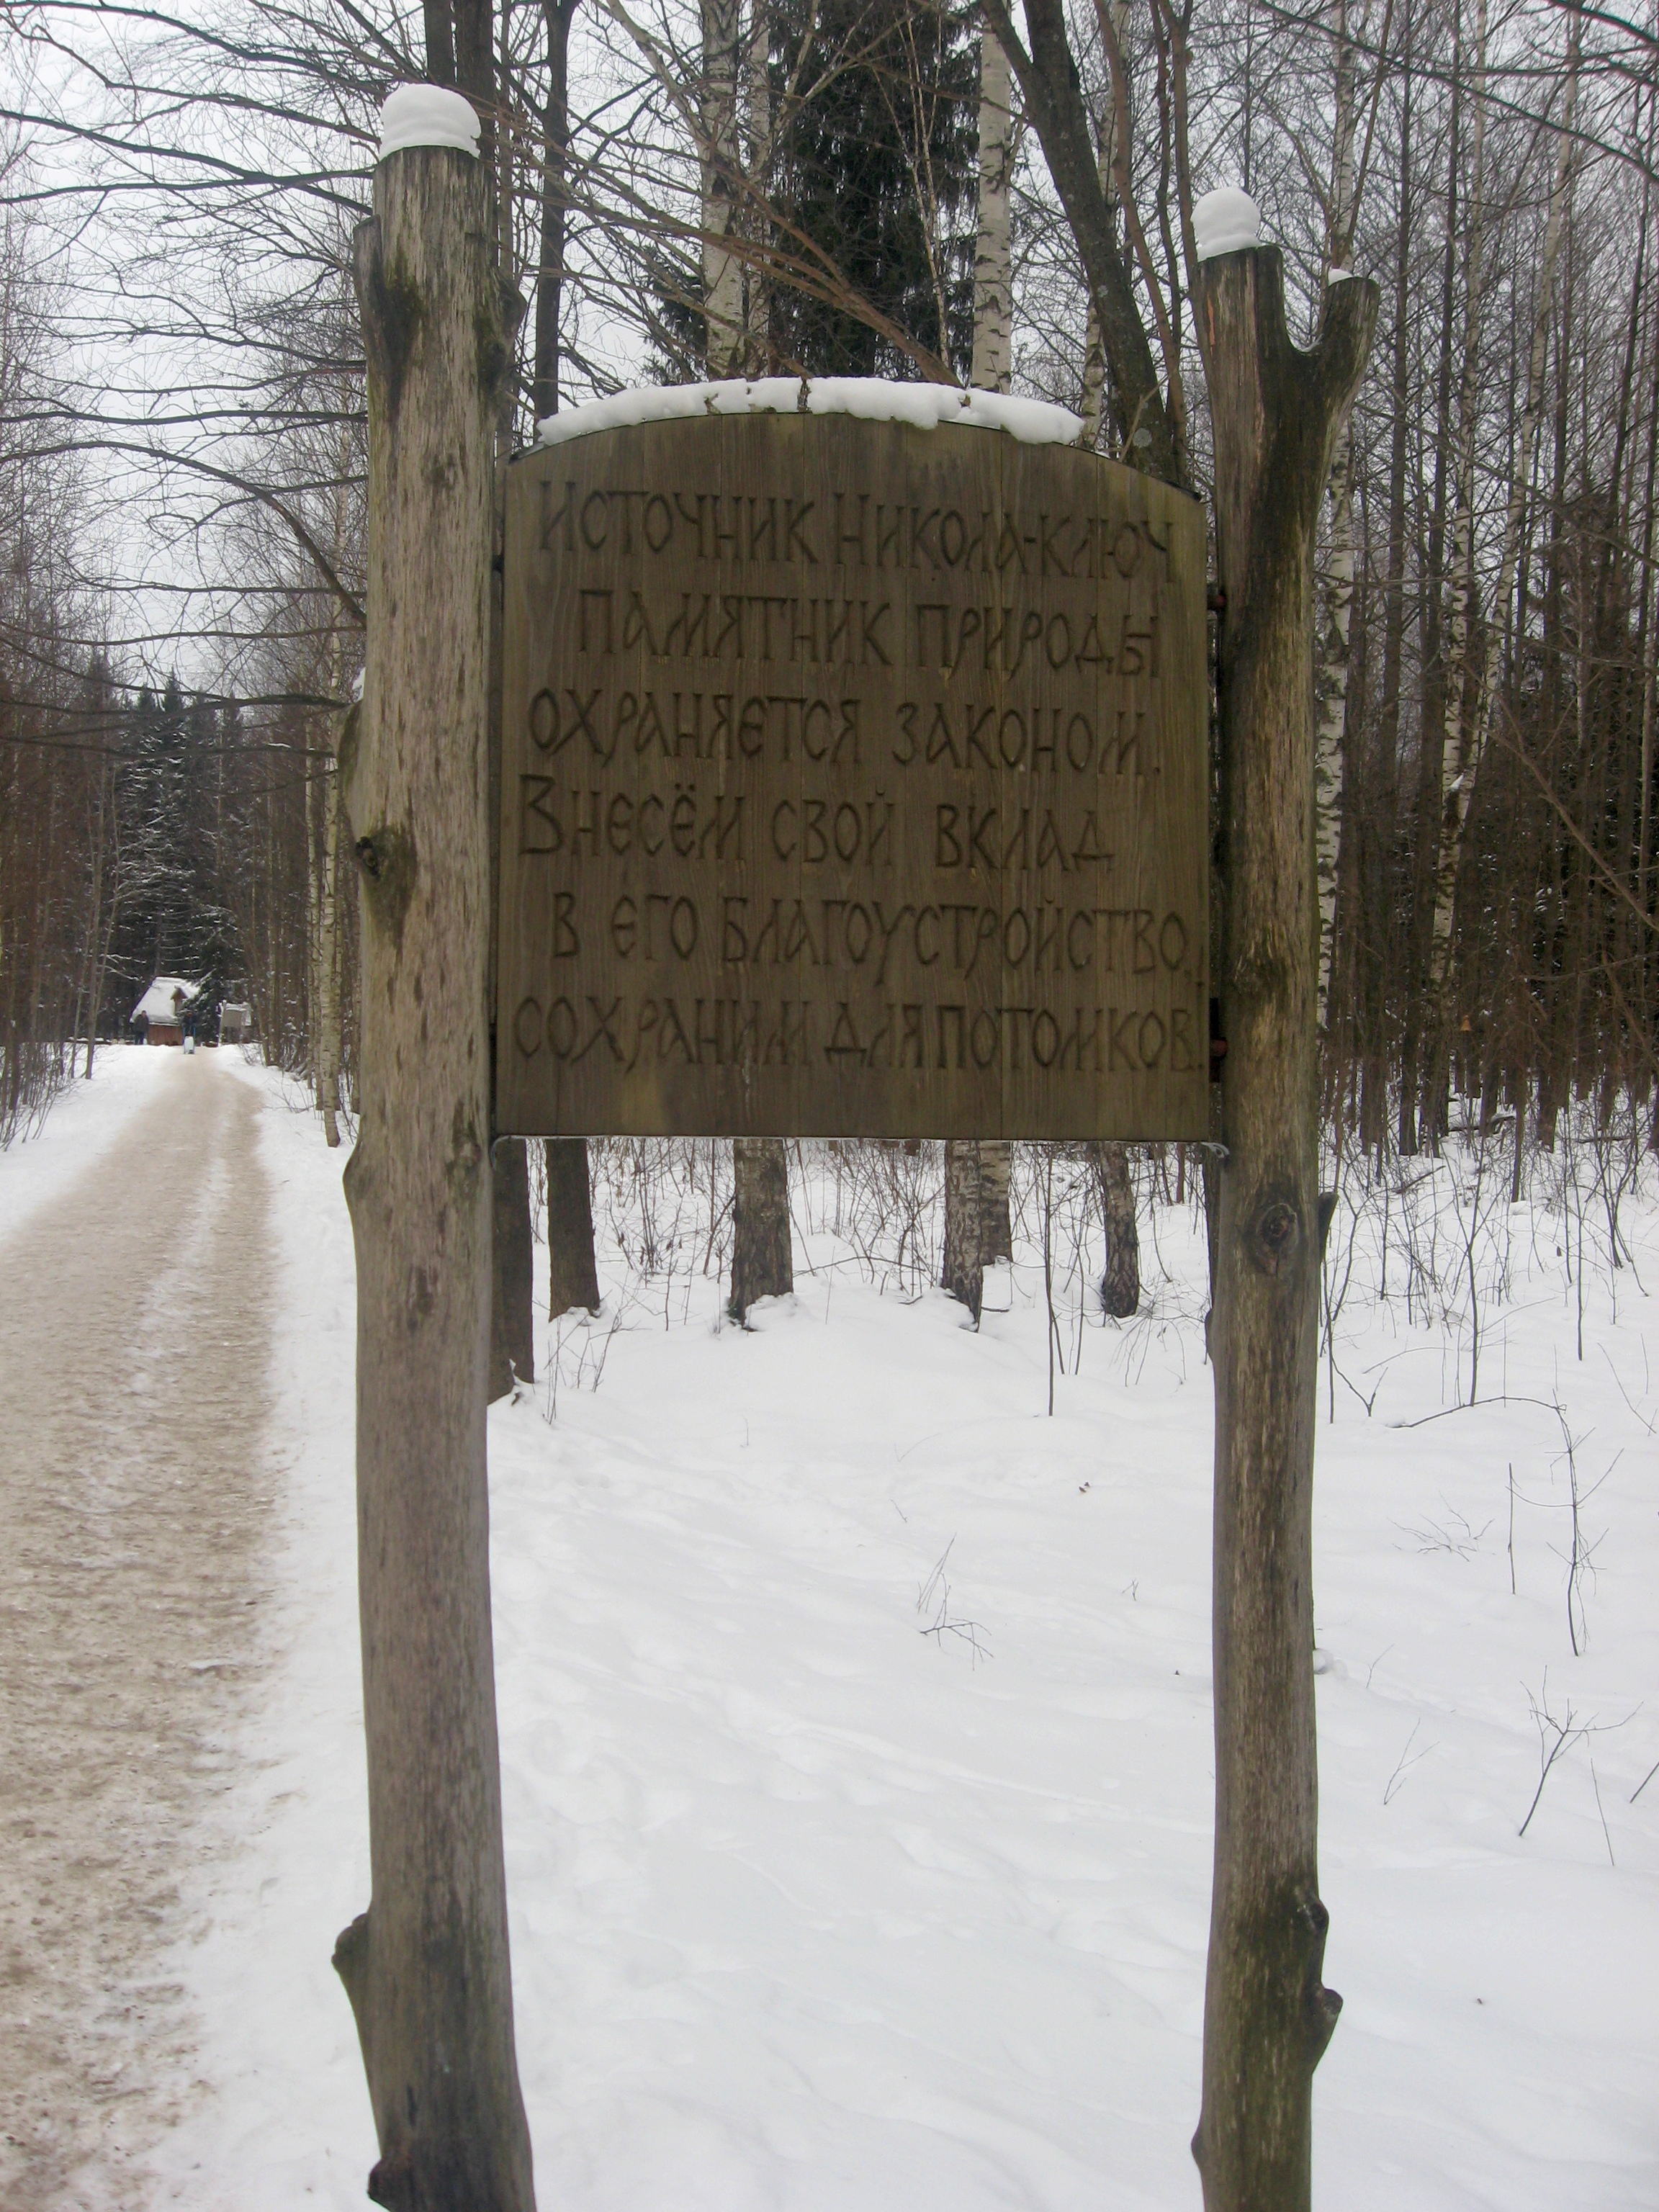 Источник Никола-Ключ
Памятник природы
охраняется законом.
Внесём свой вклад
в его благоустройство,
сохраним для потомков.